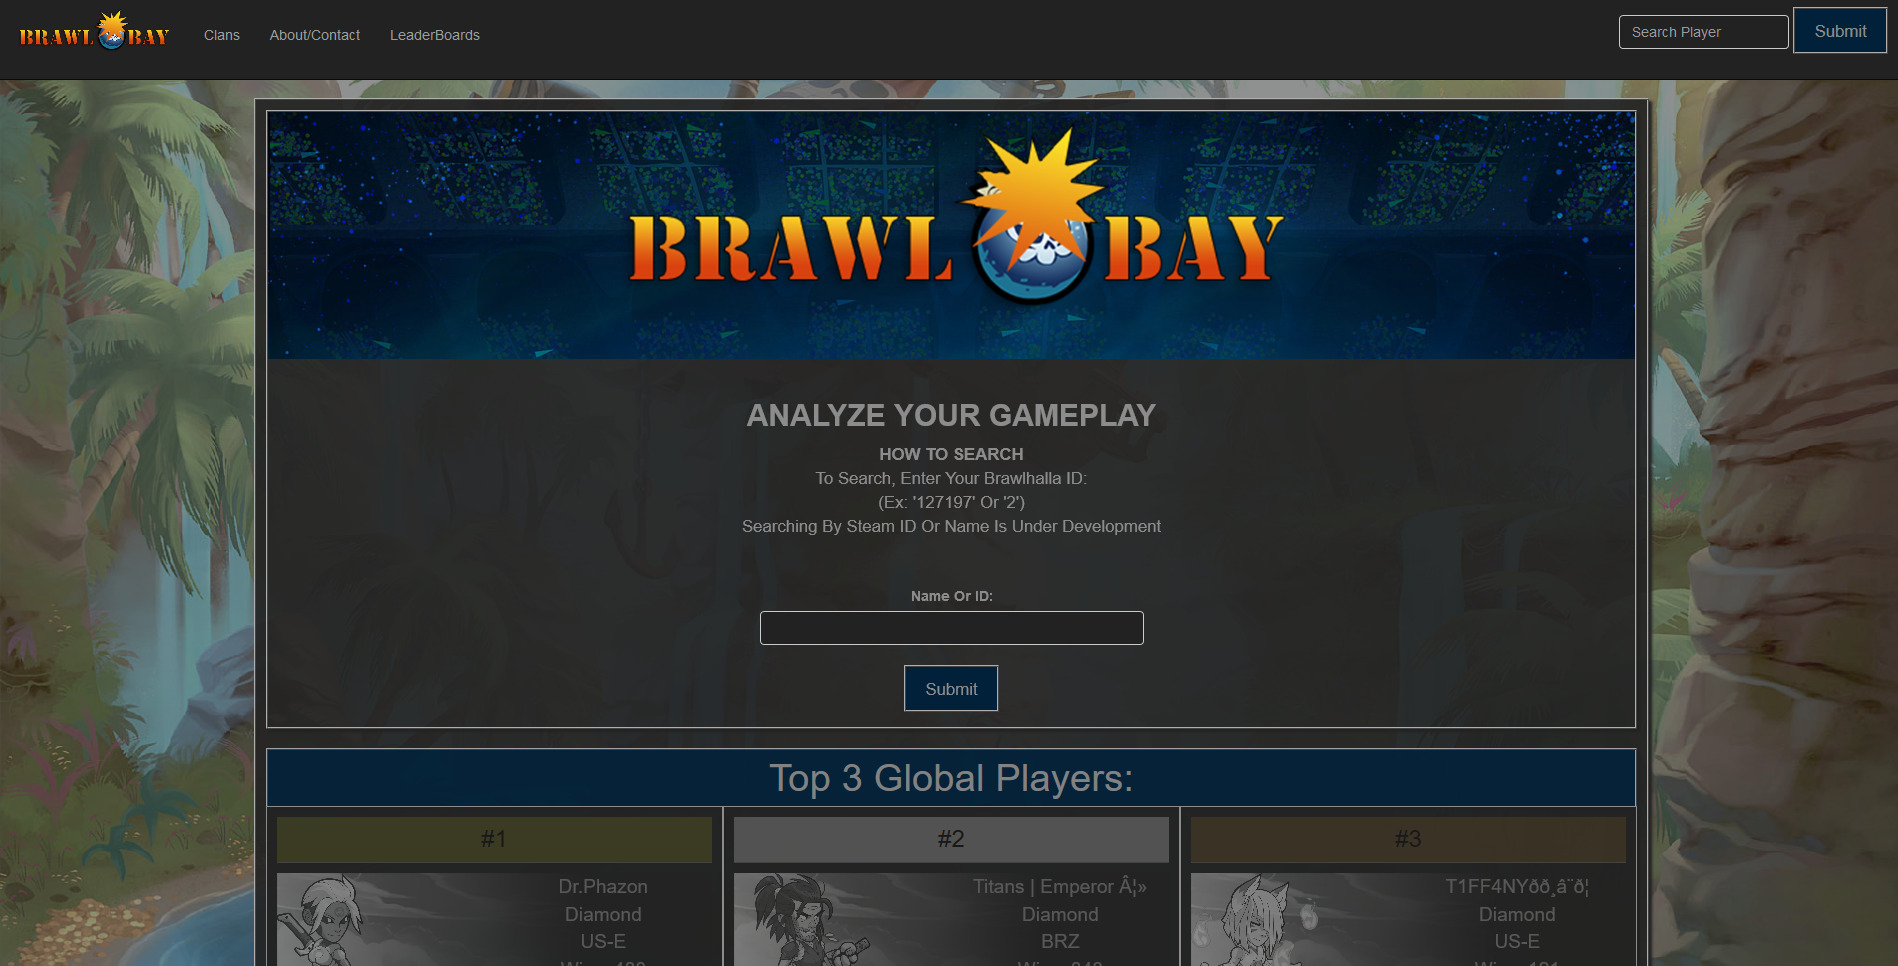 BRAWL BAY
Clans
About/Contact
LeaderBoards
Search Player
Submit
BRAWL BAY
ANALYZE YOUR GAMEPLAY
HOW TO SEARCH
To Search, Enter Your Brawlhalla ID:
(Ex: '127197' Or '2')
Searching By Steam ID Or Name Is Under Development
Name Or ID:
Submit
Top 3 Global Players:
#1
#2
#3
Dr.Phazon
Diamond
US-E
Titans | Emperor Â¦»
Diamond
BRZ
T1FF4NYðð¸â¨ð¦
Diamond
US-E